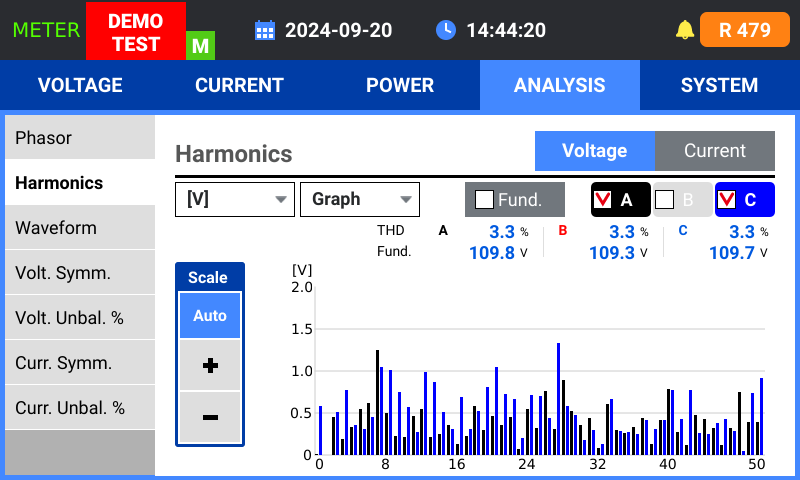 METER
DEMO
TEST
M
2024-09-20
14:44:20
R 479
VOLTAGE
CURRENT
POWER
ANALYSIS
SYSTEM
Phasor
Harmonics
Waveform
Volt. Symm.
Volt. Unbal. %
Curr. Symm.
Curr. Unbal. %
Harmonics
Voltage
Current
[V]
Graph
Fund.
A
B
C
THD
A
3.3 %
B
3.3 %
C
3.3 %
Fund.
109.8 V
109.3 V
109.7 V
Scale
Auto
+
−
[V]
2.0
1.5
1.0
0.5
0
0
8
16
24
32
40
50